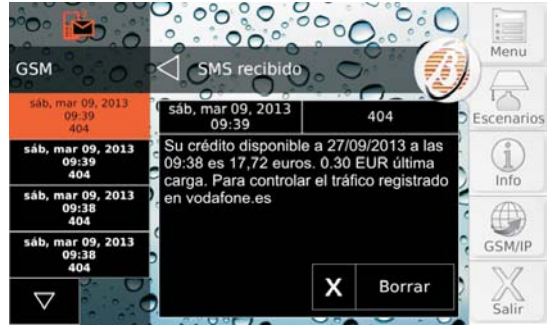 GSM
SMS recibido
sáb, mar 09, 2013
09:39
404
sáb, mar 09, 2013
09:39
404
sáb, mar 09, 2013
09:38
404
sáb, mar 09, 2013
09:38
404
sáb, mar 09, 2013
09:39
404
Su crédito disponible a 27/09/2013 a las
09:38 es 17,72 euros. 0.30 EUR última
carga. Para controlar el tráfico registrado
en vodafone.es
X
Borrar
Menu
Escenarios
Info
GSM/IP
Salir